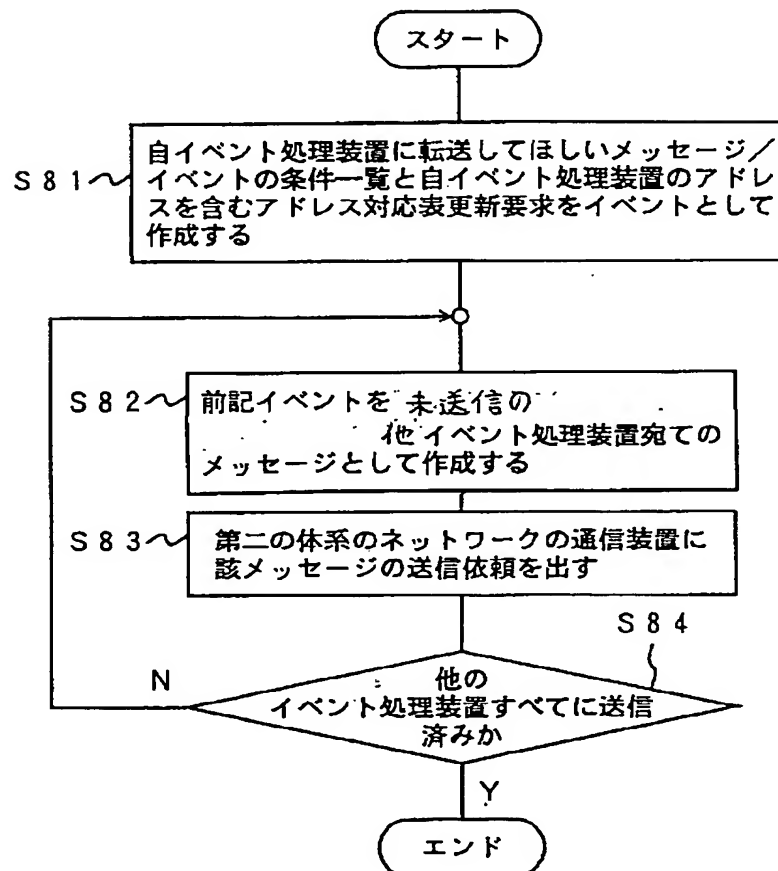 スタート
S81
自イベント処理装置に転送してほしいメッセージ／
イベントの条件一覧と自イベント処理装置のアドレ
スを含むアドレス対応表更新要求をイベントとして
作成する
S82
前記イベントを未送信の
他イベント処理装置宛ての
メッセージとして作成する
S83
第二の体系のネットワークの通信装置に
該メッセージの送信依頼を出す
S84
N
他の
イベント処理装置すべてに送信
済みか
Y
エンド